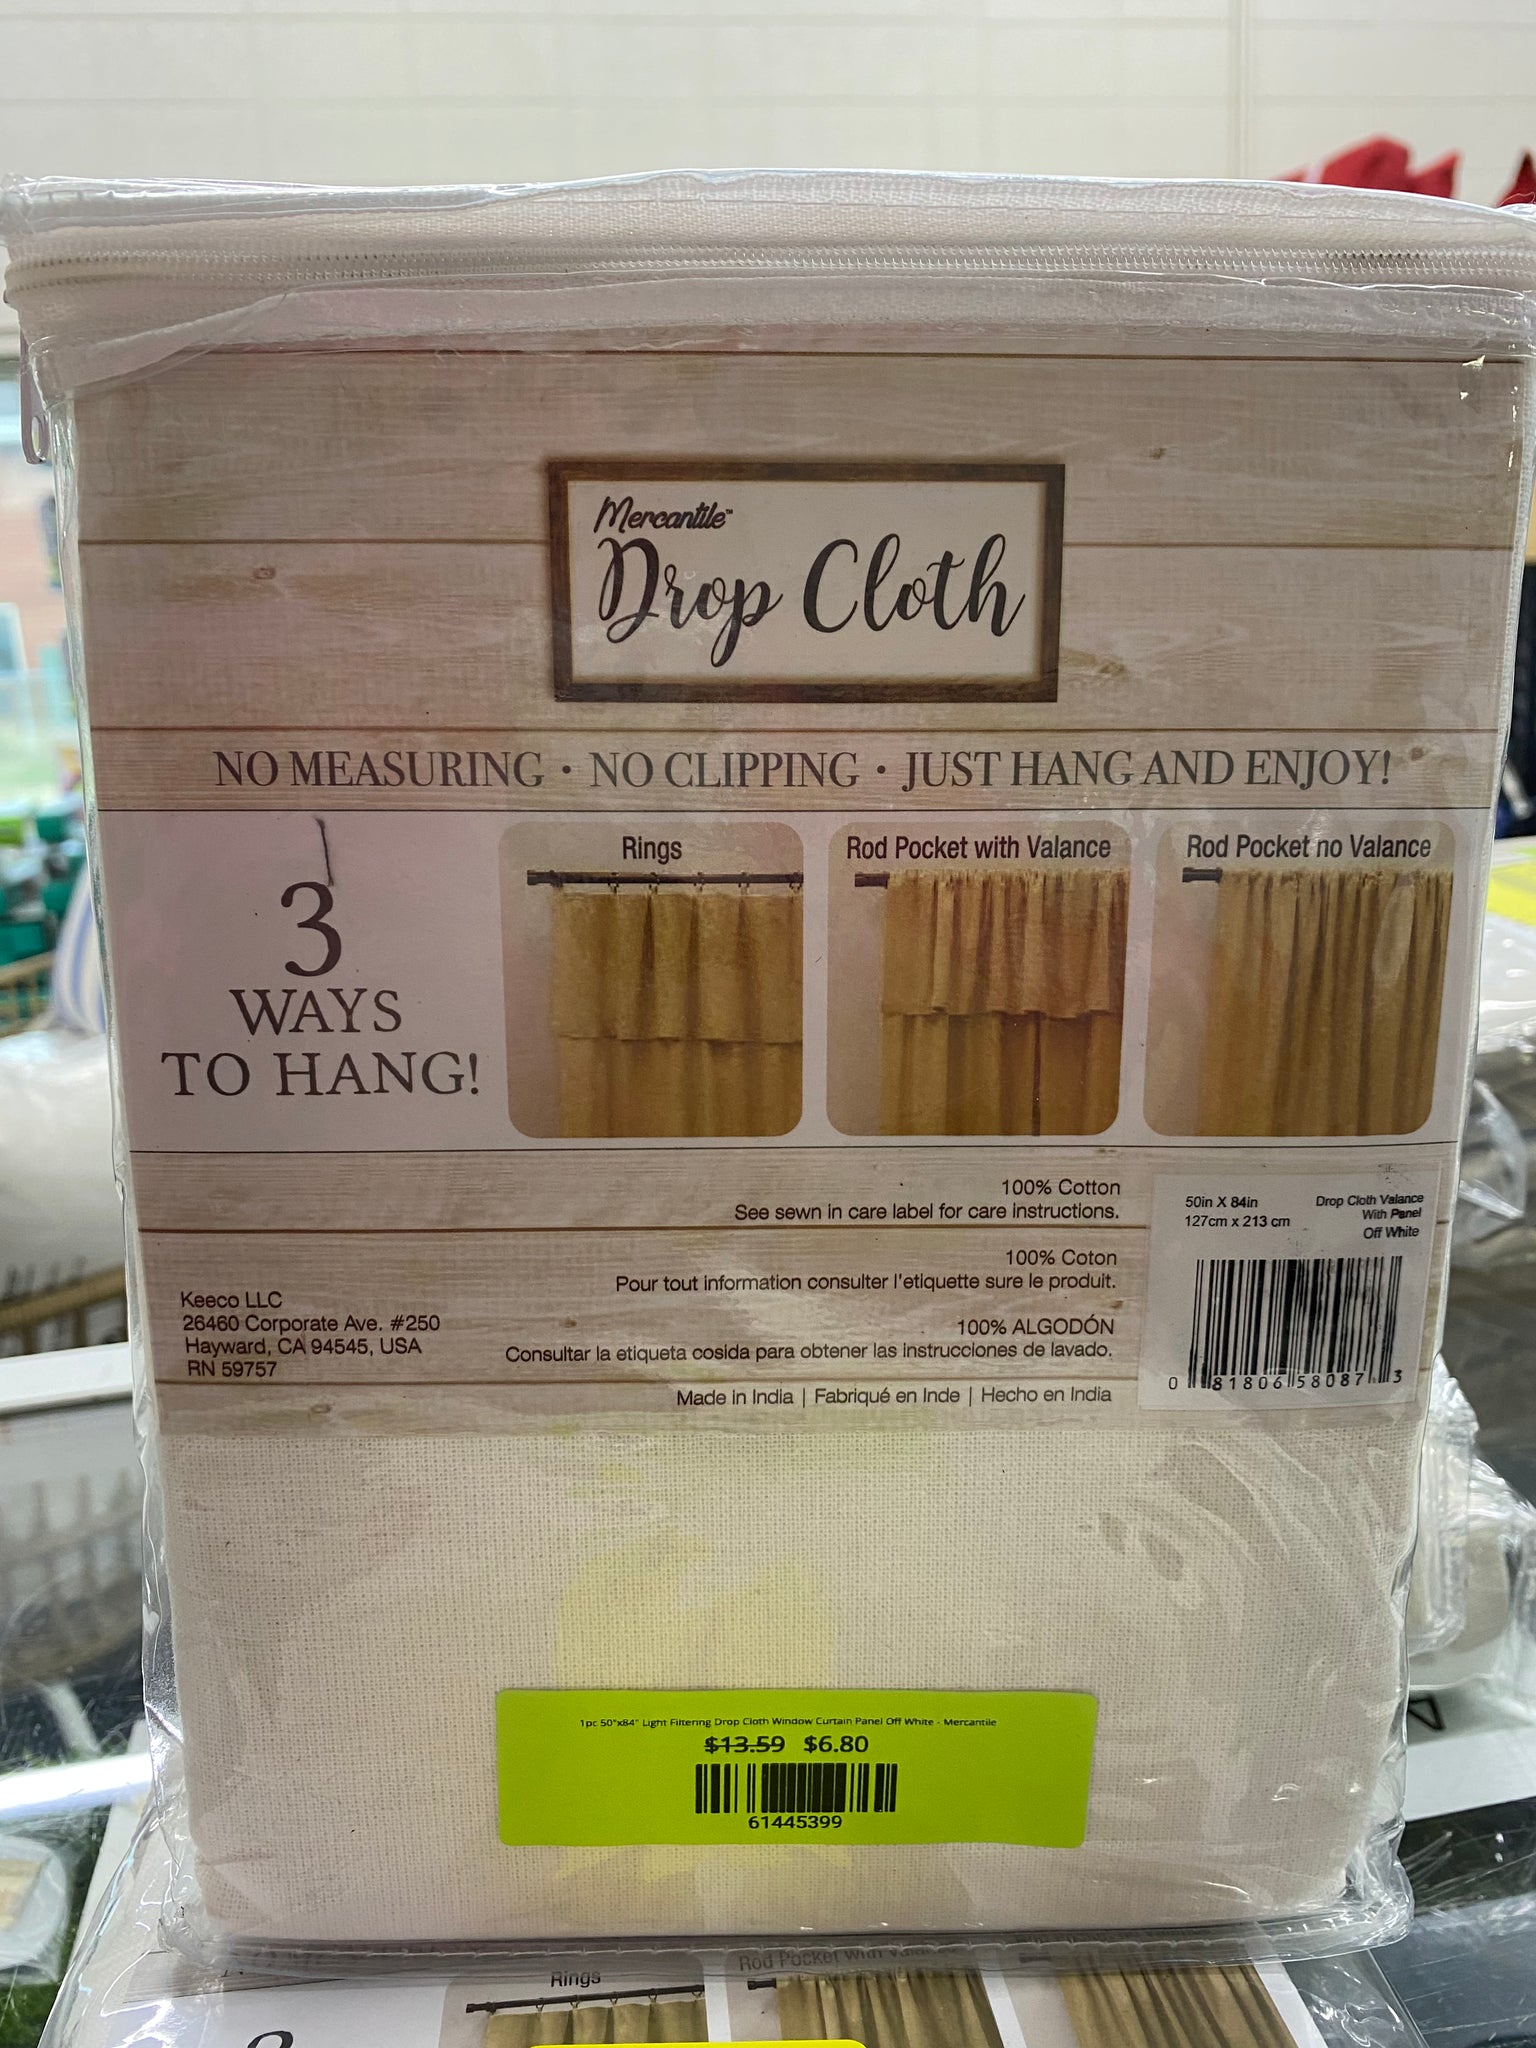 Mercantile™
Drop Cloth
NO MEASURING • NO CLIPPING • JUST HANG AND ENJOY!
3
WAYS
TO HANG!
Rings
Rod Pocket with Valance
Rod Pocket no Valance
100% Cotton
See sewn in care label for care instructions.
100% Coton
Pour tout information consulter l'etiquette sure le produit.
100% ALGODÓN
Consultar la etiqueta cosida para obtener las instrucciones de lavado.
Made in India | Fabriqué en Inde | Hecho en India
Keeco LLC
26460 Corporate Ave. #250
Hayward, CA 94545, USA
RN 59757
50in X 84in
127cm x 213 cm
Drop Cloth Valance
With Panel
Off White
0 81806 58087 3
1pc 50"x84" Light Filtering Drop Cloth Window Curtain Panel Off White - Mercantile
$13.59 $6.80
61445399
Rings
Rod Pocket with Valance